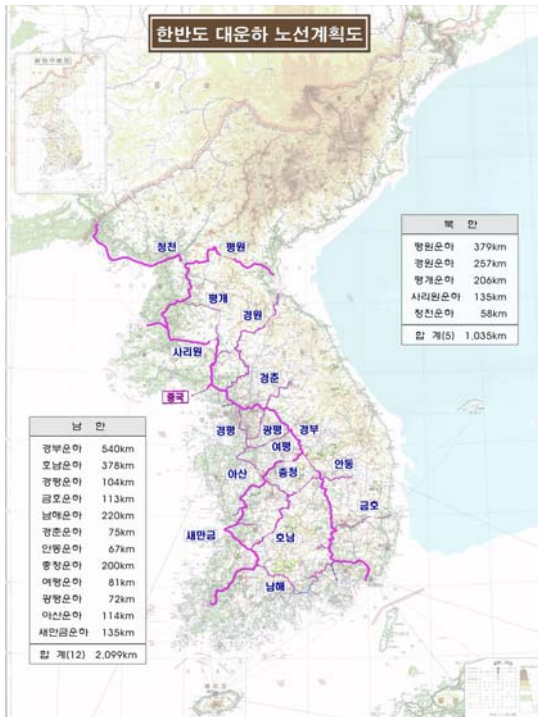 한반도 대운하 노선계획도
북 한
평원운하 379km
경원운하 257km
평개운하 206km
사리원운하 135km
청천운하 58km
합 계(5) 1,035km
청천
평원
평개
경원
사리원
경춘
중국
경평
광평
경부
여평
아산
충청
안동
금호
새만금
호남
남해
남 한
경부운하 540km
호남운하 378km
경평운하 104km
금호운하 113km
남해운하 220km
경춘운하 75km
안동운하 67km
충청운하 200km
여평운하 81km
광평운하 72km
아산운하 114km
새만금운하 135km
합 계(12) 2,099km